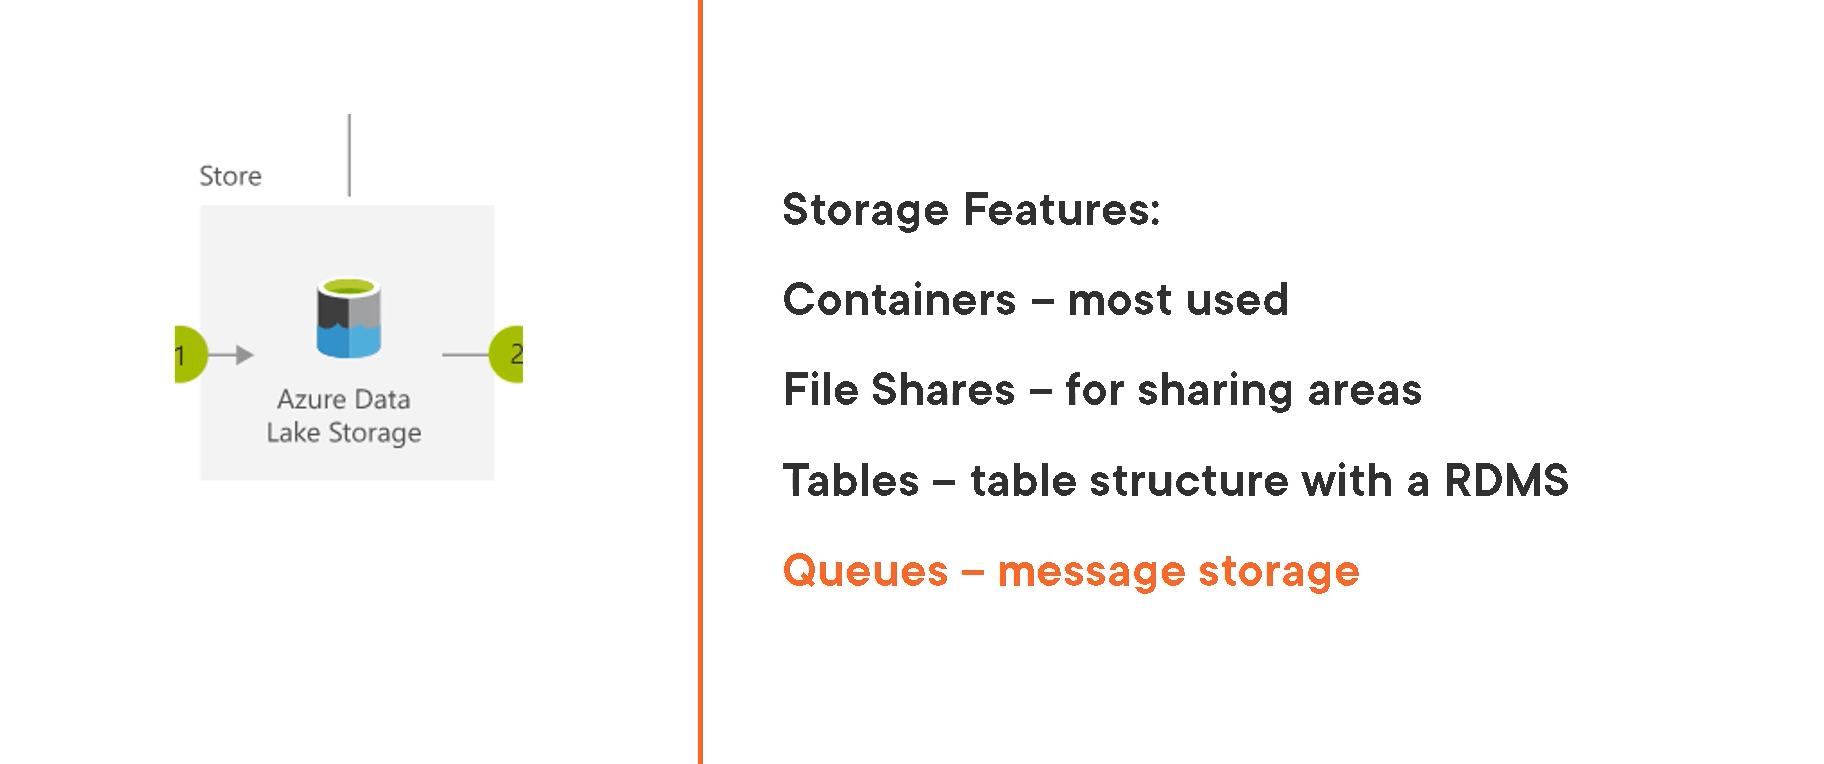 Store
1
2
Azure Data
Lake Storage
Storage Features:
Containers – most used
File Shares – for sharing areas
Tables – table structure with a RDMS
Queues – message storage